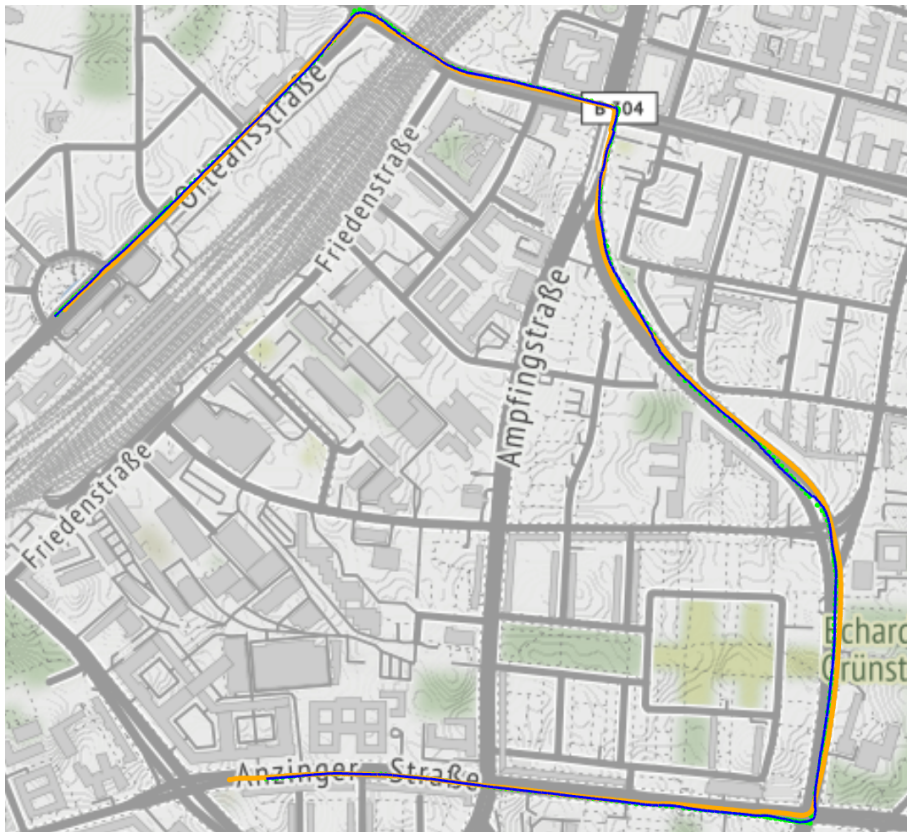 B 304
Orleansstraße
Friedenstraße
Ampfingstraße
Friedenstraße
Echard
Grünst
Anzinger Straße